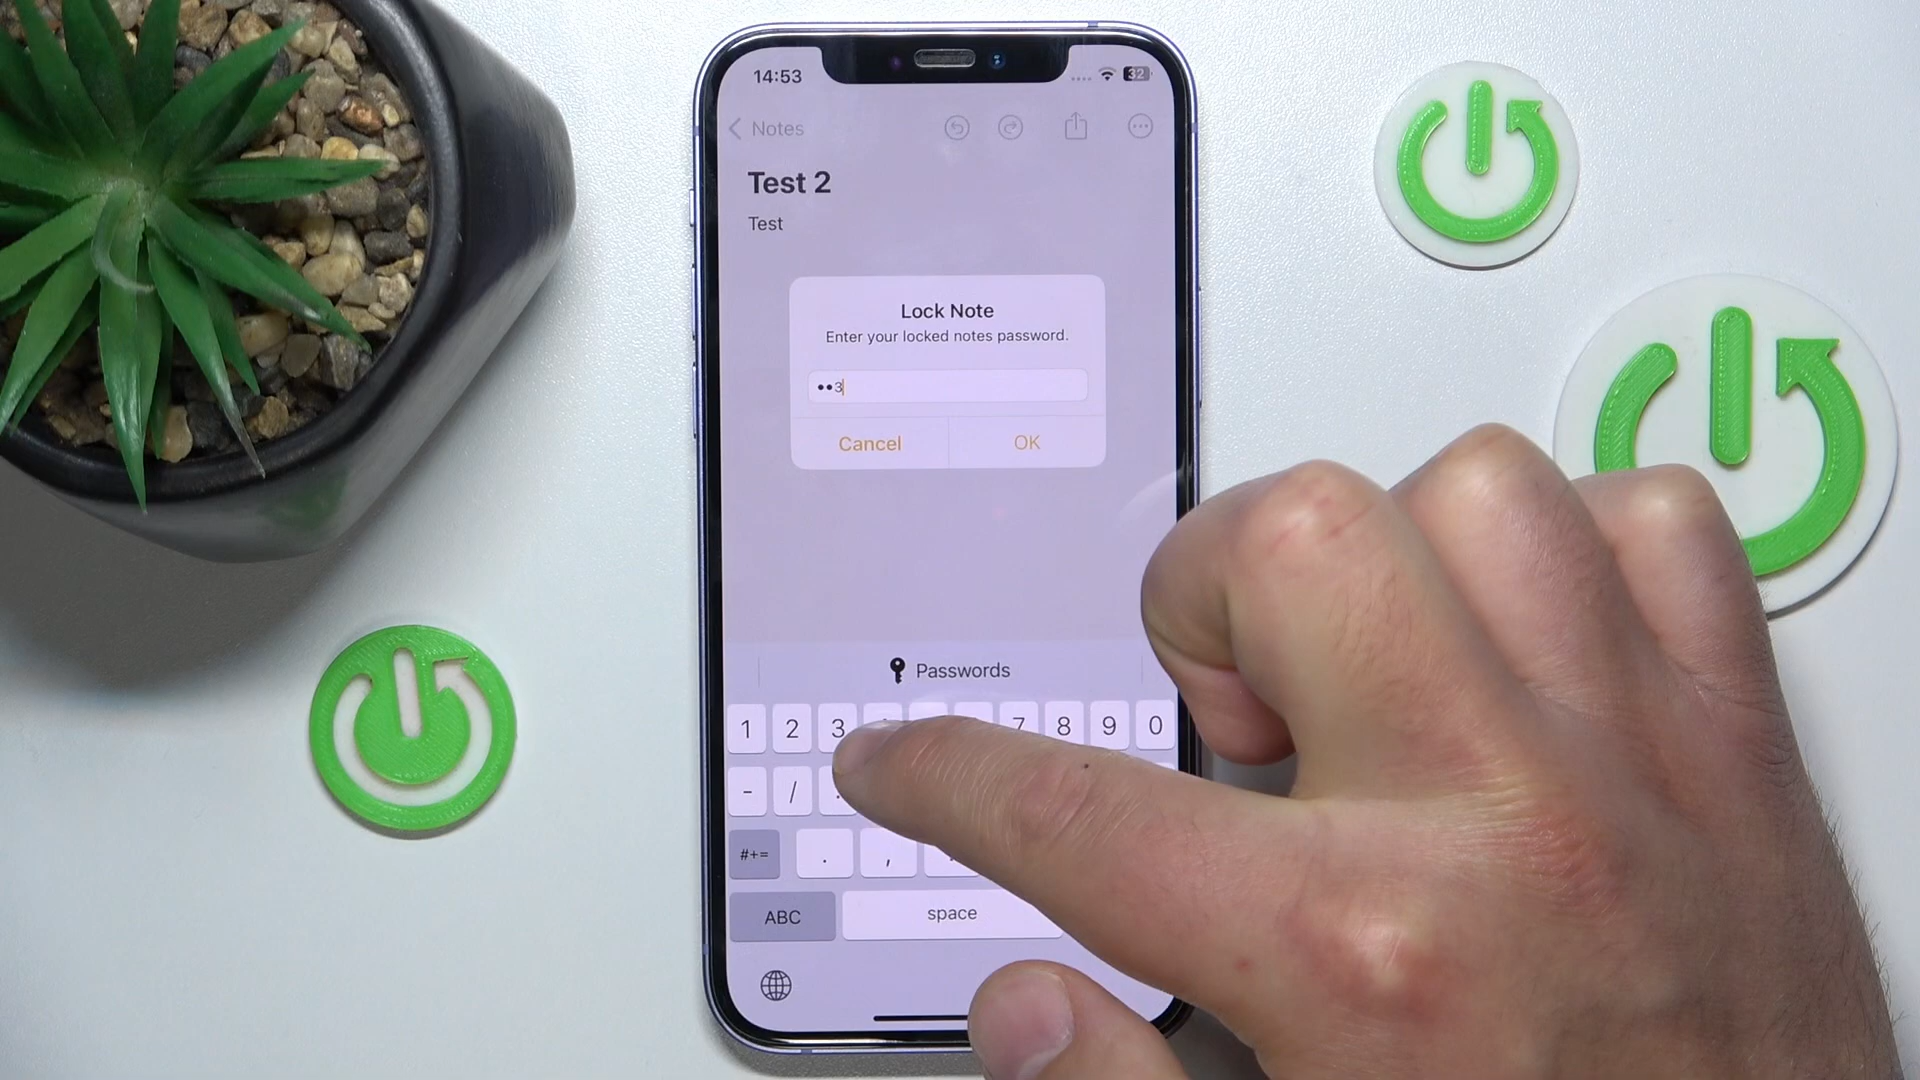 14:53
32
Notes
Test 2
Test
Lock Note
Enter your locked notes password.
••3
Cancel
OK
Passwords
1 2 3 7 8 9 0
- /
#+= . ,
ABC space